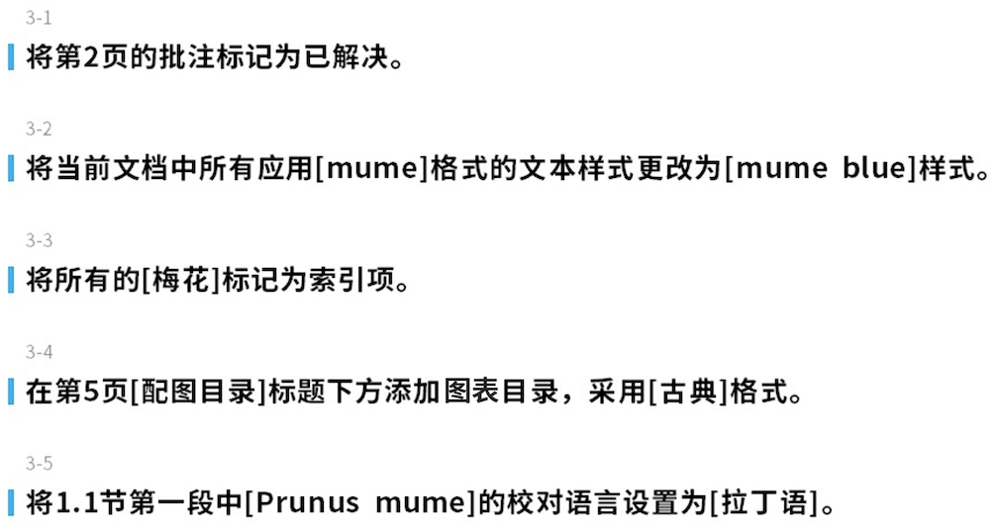 3-1
将第2页的批注标记为已解决。
3-2
将当前文档中所有应用[mume]格式的文本样式更改为[mume blue]样式。
3-3
将所有的[梅花]标记为索引项。
3-4
在第5页[配图目录]标题下方添加图表目录，采用[古典]格式。
3-5
将1.1节第一段中[Prunus mume]的校对语言设置为[拉丁语]。